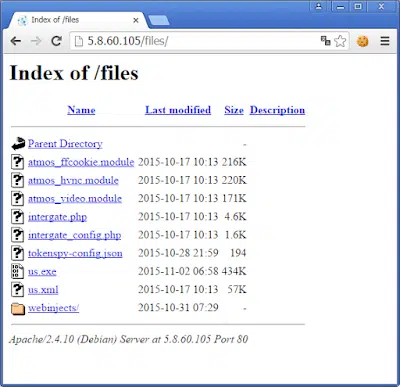 Index of /files
5.8.60.105/files/
Index of /files
Name Last modified Size Description
Parent Directory -
atmos_ffcookie.module 2015-10-17 10:13 216K
atmos_hvnc.module 2015-10-17 10:13 220K
atmos_video.module 2015-10-17 10:13 171K
intergate.php 2015-10-17 10:13 4.6K
intergate_config.php 2015-10-17 10:13 1.6K
tokenspy-config.json 2015-10-28 21:59 194
us.exe 2015-11-02 06:58 434K
us.xml 2015-10-17 10:13 57K
webinjects/ 2015-10-31 07:29 -
Apache/2.4.10 (Debian) Server at 5.8.60.105 Port 80